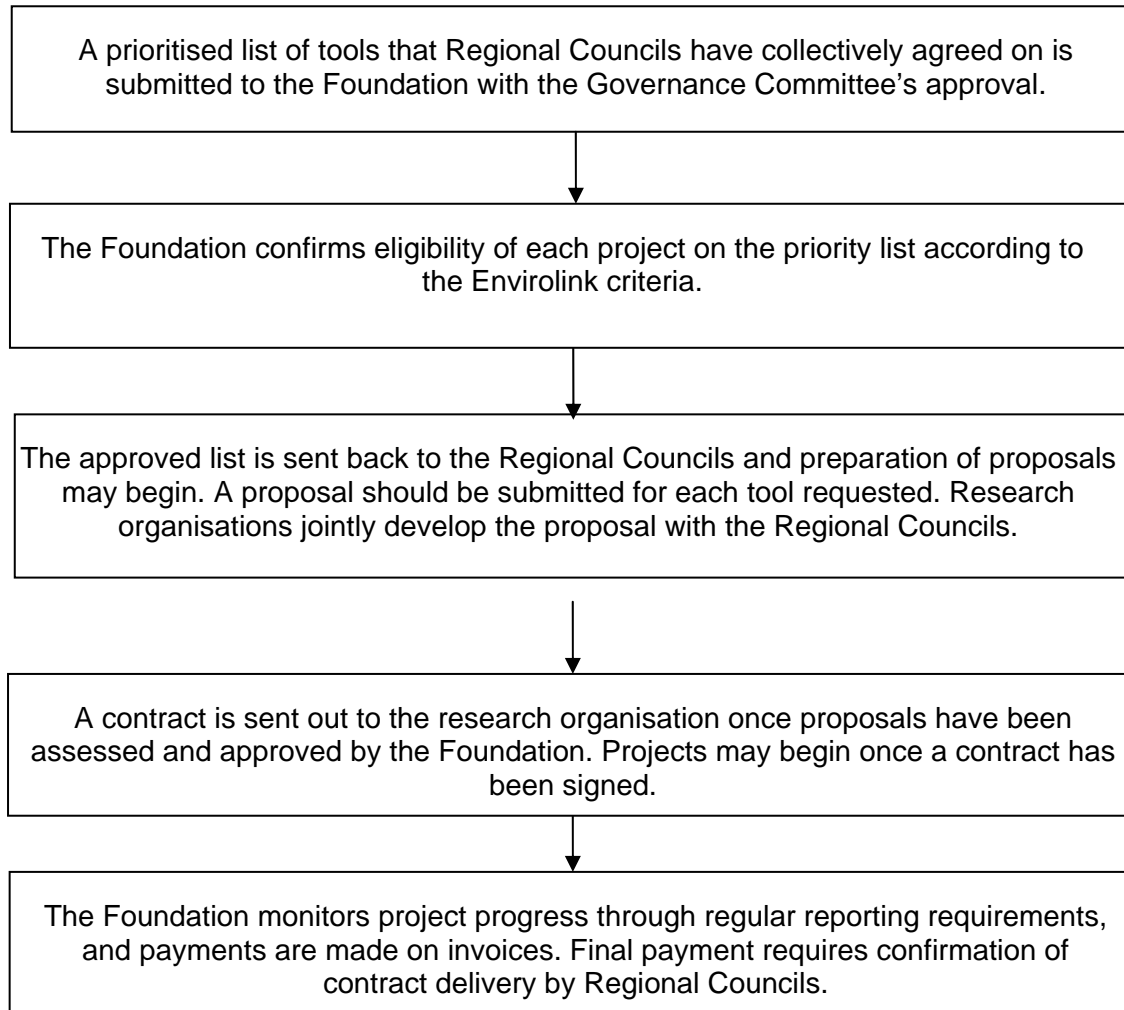 A prioritised list of tools that Regional Councils have collectively agreed on is
submitted to the Foundation with the Governance Committee’s approval.
The Foundation confirms eligibility of each project on the priority list according to
the Envirolink criteria.
The approved list is sent back to the Regional Councils and preparation of proposals
may begin. A proposal should be submitted for each tool requested. Research
organisations jointly develop the proposal with the Regional Councils.
A contract is sent out to the research organisation once proposals have been
assessed and approved by the Foundation. Projects may begin once a contract has
been signed.
The Foundation monitors project progress through regular reporting requirements,
and payments are made on invoices. Final payment requires confirmation of
contract delivery by Regional Councils.